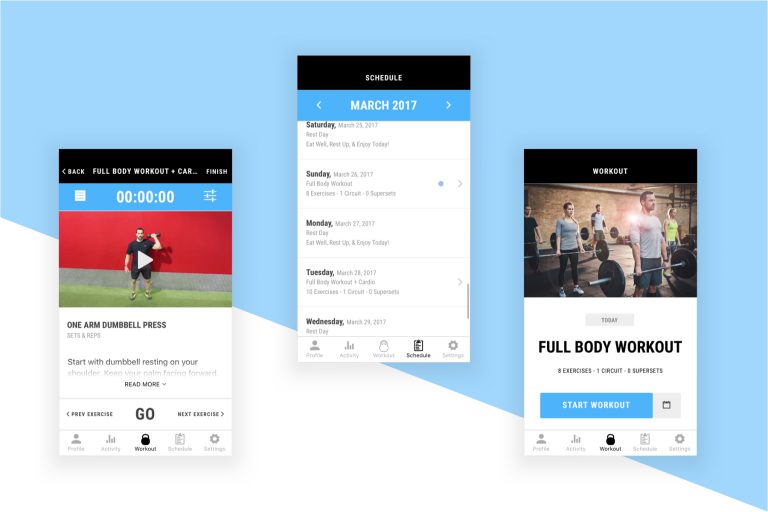 BACK
FULL BODY WORKOUT + CAR...
FINISH
00:00:00
ONE ARM DUMBBELL PRESS
SETS & REPS
Start with dumbbell resting on your
shoulder. Keep your palm facing forward.
READ MORE
PREV EXERCISE
GO
NEXT EXERCISE
Profile
Activity
Workout
Schedule
Settings
SCHEDULE
MARCH 2017
Saturday, March 25, 2017
Rest Day
Eat Well, Rest Up, & Enjoy Today!
Sunday, March 26, 2017
Full Body Workout
8 Exercises - 1 Circuit - 0 Supersets
Monday, March 27, 2017
Rest Day
Eat Well, Rest Up, & Enjoy Today!
Tuesday, March 28, 2017
Full Body Workout + Cardio
10 Exercises - 1 Circuit - 0 Supersets
Wednesday, March 29, 2017
Rest Day
Profile
Activity
Workout
Schedule
Settings
WORKOUT
TODAY
FULL BODY WORKOUT
8 EXERCISES - 1 CIRCUIT - 0 SUPERSETS
START WORKOUT
Profile
Activity
Workout
Schedule
Settings